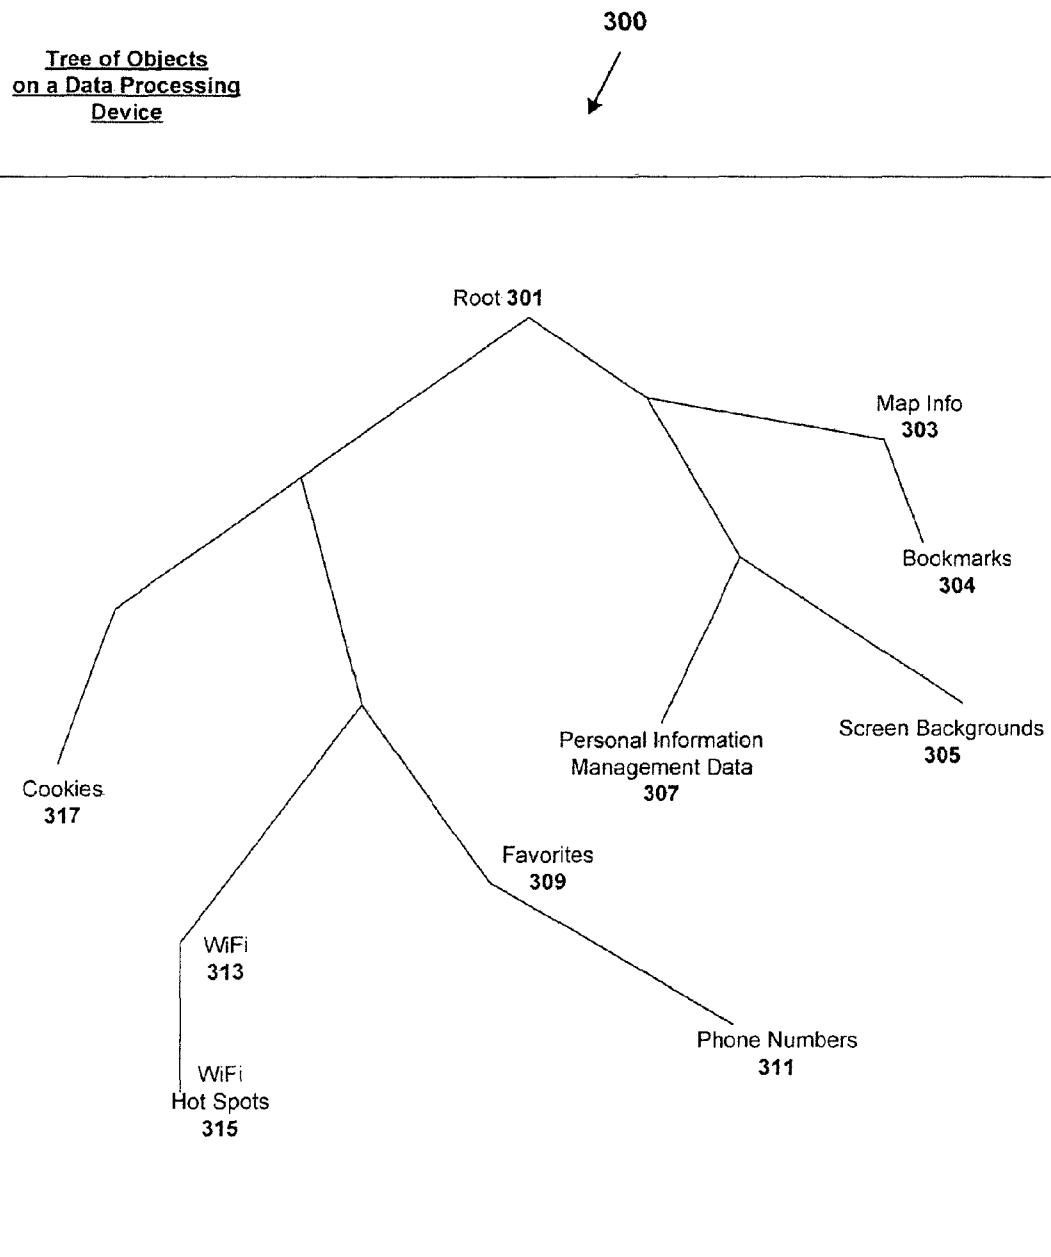 300
Tree of Objects
on a Data Processing
Device
Root 301
Map Info
303
Bookmarks
304
Screen Backgrounds
305
Personal Information
Management Data
307
Cookies
317
Favorites
309
WiFi
313
Phone Numbers
311
WiFi
Hot Spots
315